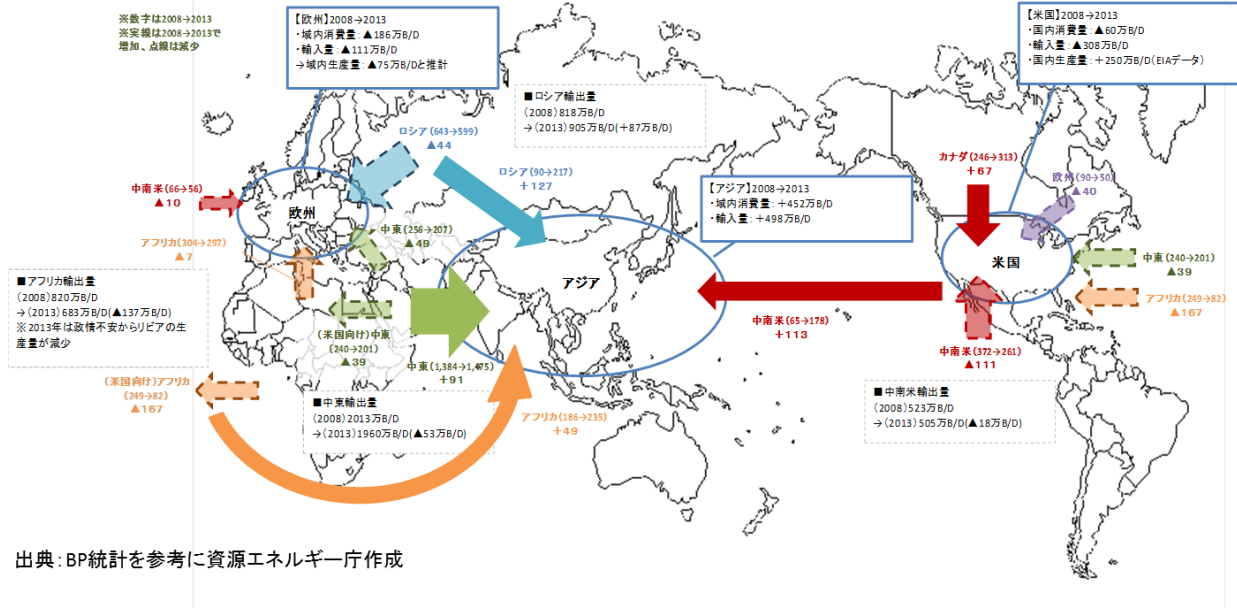 ※数字は2008→2013
※実線は2008→2013で
増加、点線は減少
【欧州】2008→2013
・域内消費量:▲186万B/D
・輸入量:▲111万B/D
→域内生産量:▲75万B/Dと推計
【米国】2008→2013
・国内消費量:▲60万B/D
・輸入量:▲308万B/D
・国内生産量:+250万B/D(EIAデータ)
■ロシア輸出量
(2008)818万B/D
→(2013)905万B/D(+87万B/D)
ロシア(643→599)
▲44
ロシア(90→217)
+127
カナダ(246→313)
+67
欧州(90→50)
▲40
【アジア】2008→2013
・域内消費量:+452万B/D
・輸入量:+498万B/D
中南米(66→56)
▲10
欧州
中東(256→207)
▲49
アフリカ(304→297)
▲7
アジア
米国
中東(240→201)
▲39
■アフリカ輸出量
(2008)820万B/D
→(2013)683万B/D(▲137万B/D)
※2013年は政情不安からリビアの生
産量が減少
アフリカ(249→82)
▲167
中南米(65→178)
+113
(米国向け)中東
(240→201)
▲39
中東(1,384→1,475)
+91
中南米(372→261)
▲111
(米国向け)アフリカ
(249→82)
▲167
■中東輸出量
(2008)2013万B/D
→(2013)1960万B/D(▲53万B/D)
アフリカ(186→235)
+49
■中南米輸出量
(2008)523万B/D
→(2013)505万B/D(▲18万B/D)
出典:BP統計を参考に資源エネルギー庁作成